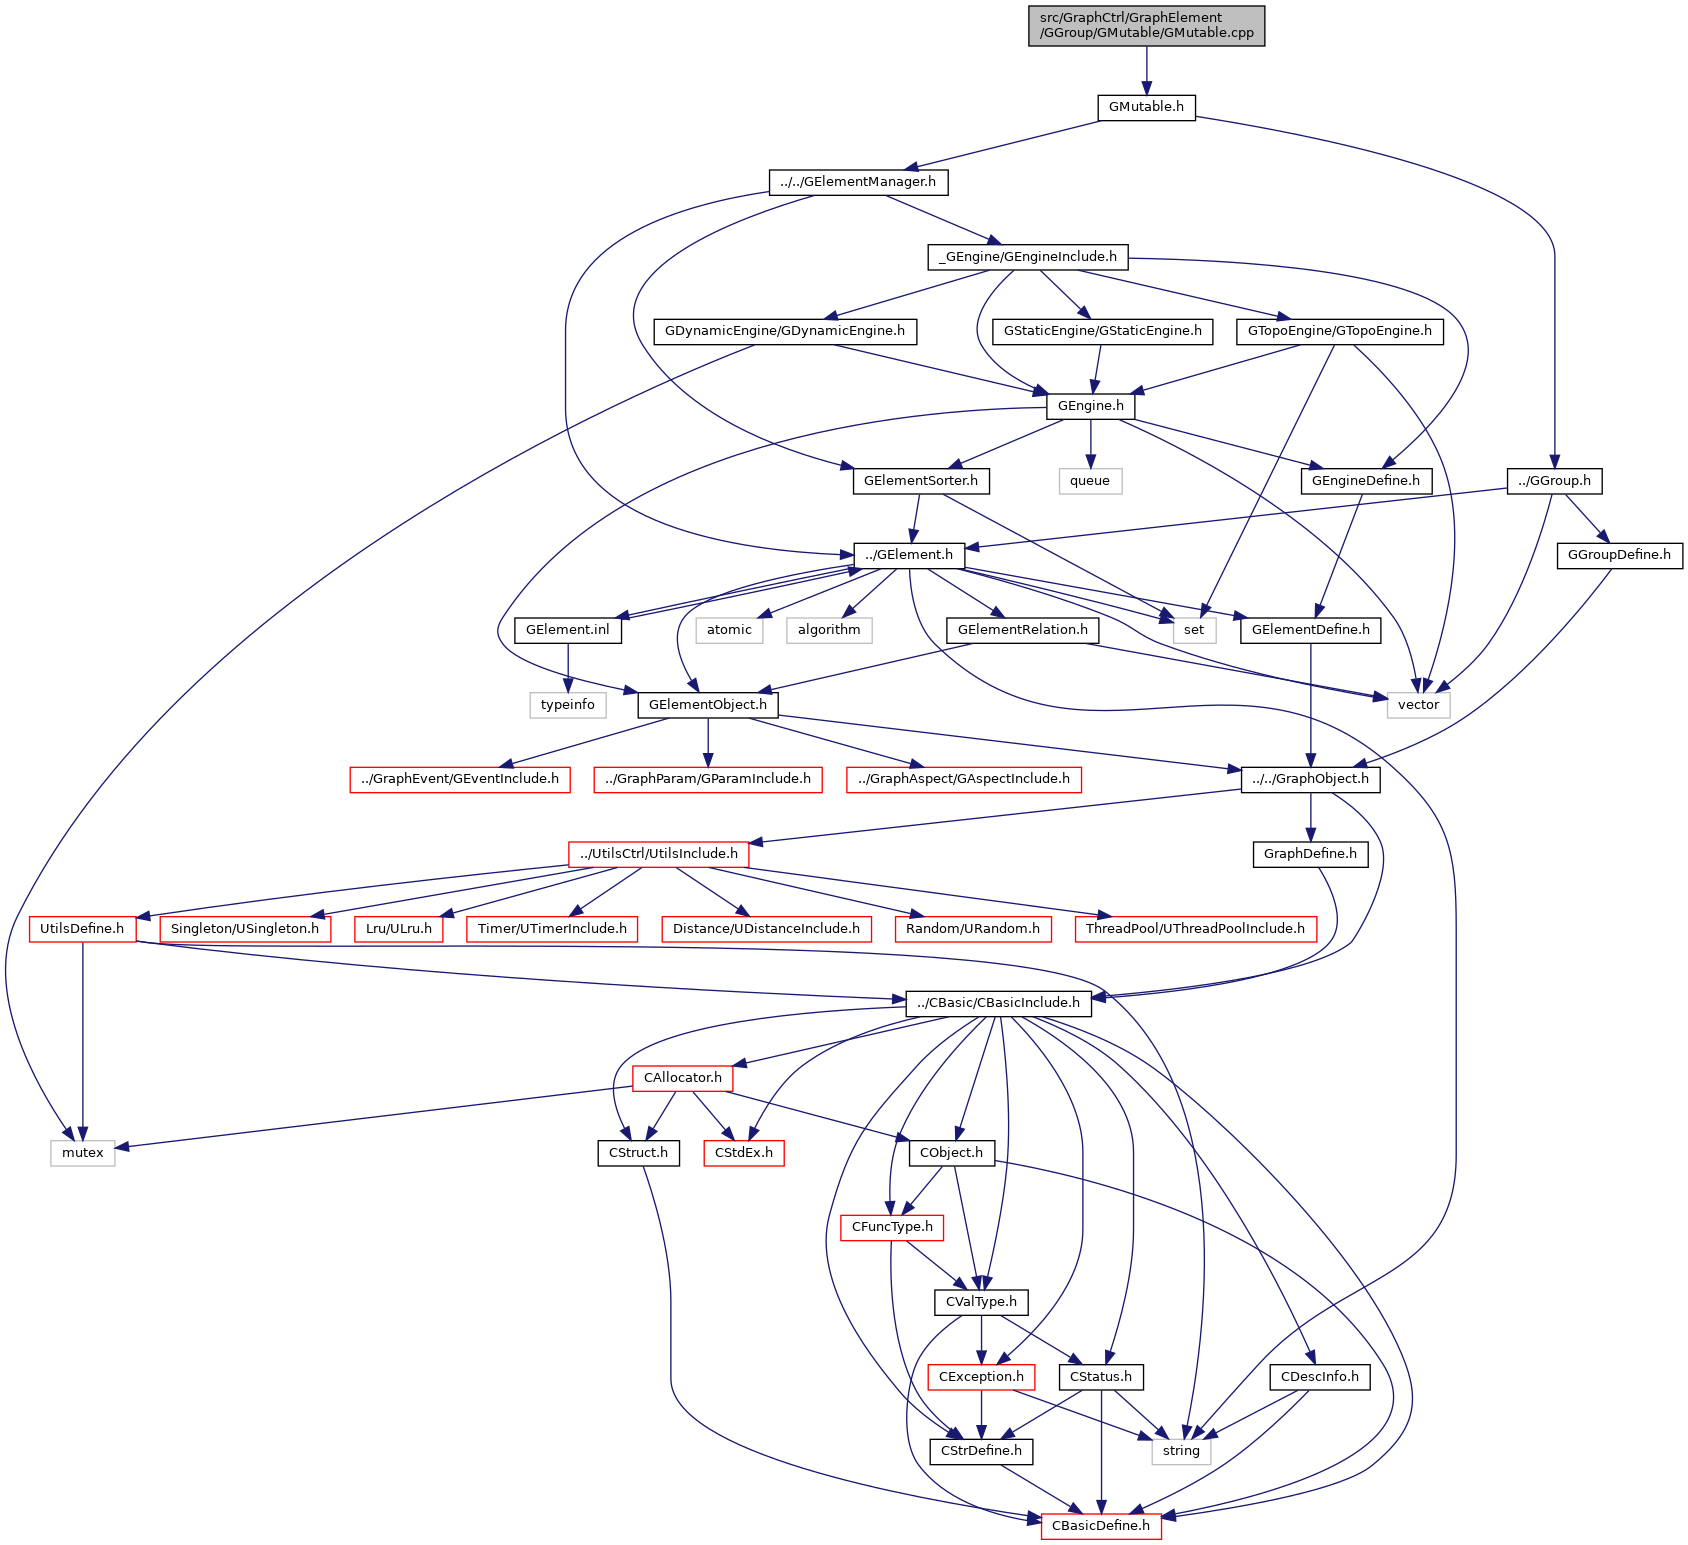 src/GraphCtrl/GraphElement
/GGroup/GMutable/GMutable.cpp
GMutable.h
../../GElementManager.h
_GEngine/GEngineInclude.h
GDynamicEngine/GDynamicEngine.h
GStaticEngine/GStaticEngine.h
GTopoEngine/GTopoEngine.h
GEngine.h
GElementSorter.h
queue
GEngineDefine.h
../GGroup.h
../GElement.h
GGroupDefine.h
GElement.inl
atomic
algorithm
GElementRelation.h
set
GElementDefine.h
typeinfo
GElementObject.h
vector
../GraphEvent/GEventInclude.h
../GraphParam/GParamInclude.h
../GraphAspect/GAspectInclude.h
../../GraphObject.h
../UtilsCtrl/UtilsInclude.h
GraphDefine.h
UtilsDefine.h
Singleton/USingleton.h
Lru/ULru.h
Timer/UTimerInclude.h
Distance/UDistanceInclude.h
Random/URandom.h
ThreadPool/UThreadPoolInclude.h
../CBasic/CBasicInclude.h
CAllocator.h
mutex
CStruct.h
CStdEx.h
CObject.h
CFuncType.h
CValType.h
CException.h
CStatus.h
CDescInfo.h
CStrDefine.h
string
CBasicDefine.h